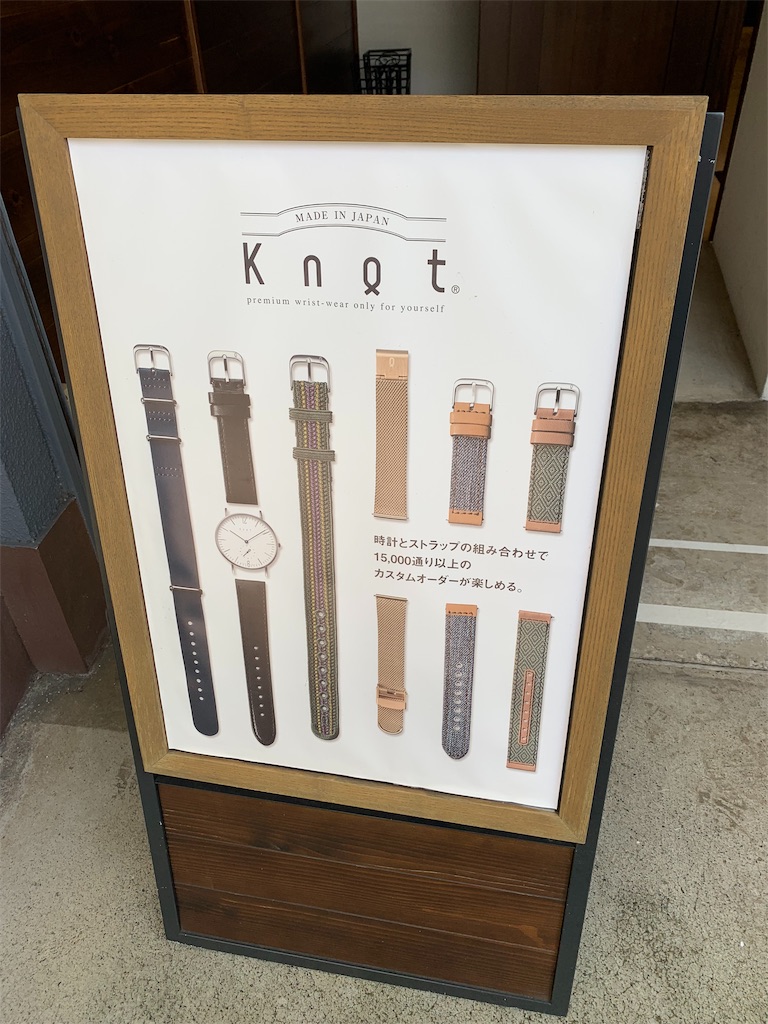 MADE IN JAPAN
Knot®
premium wrist-wear only for yourself
時計とストラップの組み合わせで
15,000通り以上の
カスタムオーダーが楽しめる。